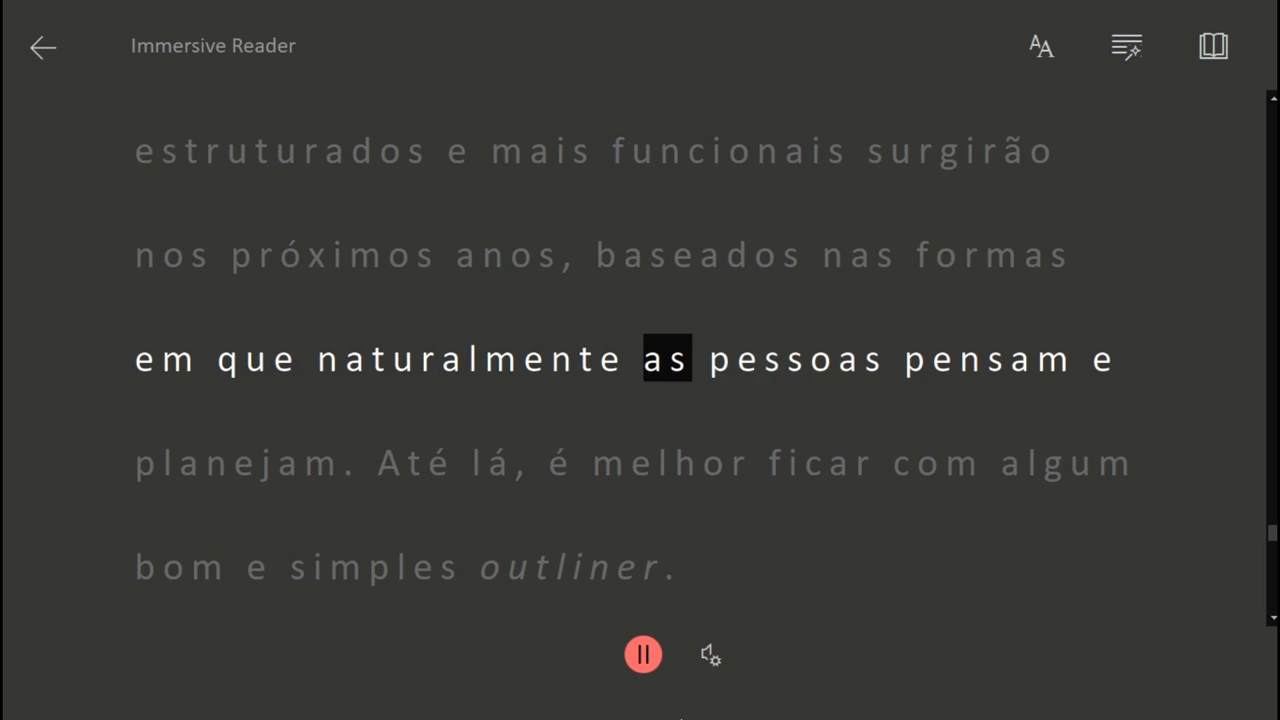 Immersive Reader
estruturados e mais funcionais surgirão
nos próximos anos, baseados nas formas
em que naturalmente as pessoas pensam e
planejam. Até lá, é melhor ficar com algum
bom e simples outliner.